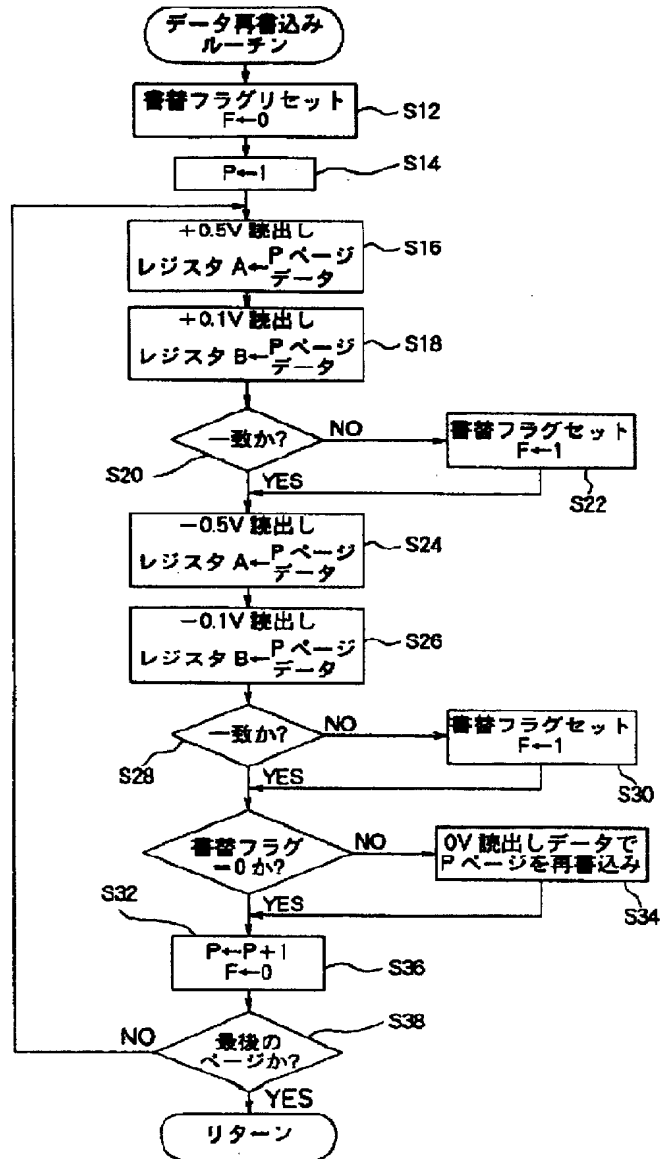 データ再書込み
ルーチン
書替フラグリセット
F←0
S12
P←1
S14
+0.5V 読出し
レジスタ A←P ページ
データ
S16
+0.1V 読出し
レジスタ B←P ページ
データ
S18
一致か?
NO
S20
YES
書替フラグセット
F←1
S22
−0.5V 読出し
レジスタ A←P ページ
データ
S24
−0.1V 読出し
レジスタ B←P ページ
データ
S26
一致か?
NO
S28
YES
書替フラグセット
F←1
S30
書替フラグ
=0 か?
NO
S32
YES
0V 読出しデータで
P ページを再書込み
S34
P←P+1
F←0
S36
最後の
ページか?
NO
S38
YES
リターン